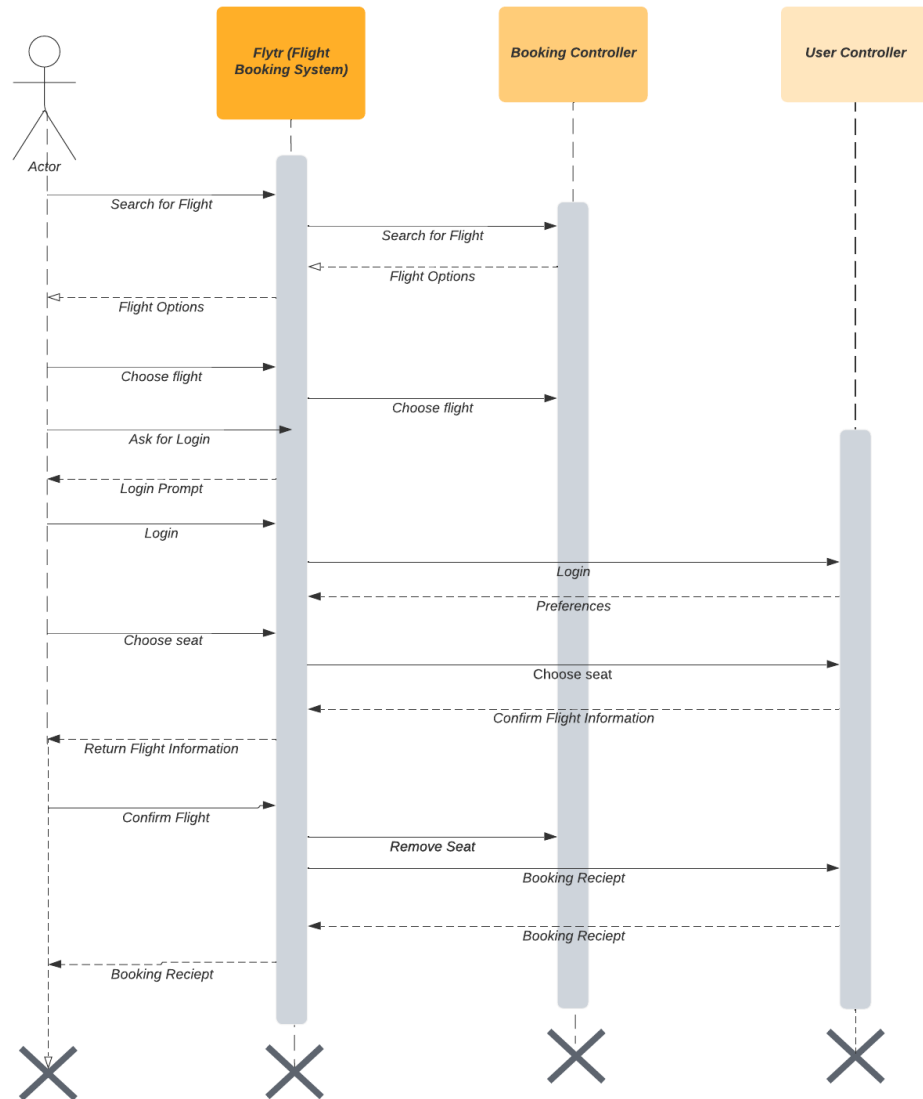 Flytr (Flight
Booking System)
Booking Controller
User Controller
Actor
Search for Flight
Search for Flight
Flight Options
Flight Options
Choose flight
Choose flight
Ask for Login
Login Prompt
Login
Login
Preferences
Choose seat
Choose seat
Confirm Flight Information
Return Flight Information
Confirm Flight
Remove Seat
Booking Reciept
Booking Reciept
Booking Reciept